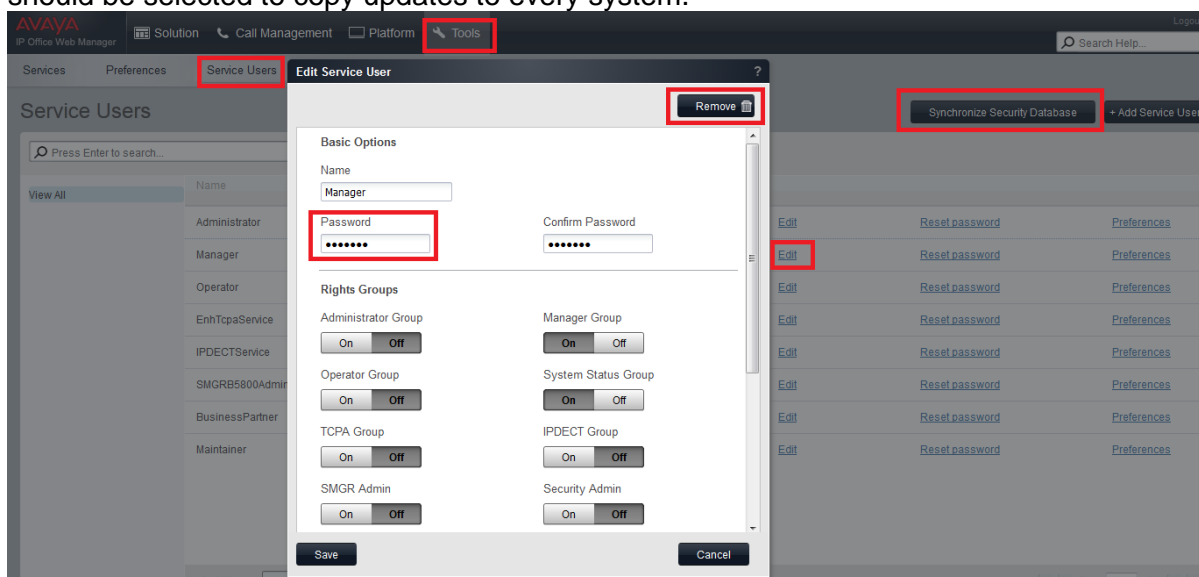 should be selected to copy updates to every system.
AVAYA
IP Office Web Manager
Solution Call Management Platform Tools
Logou
Search Help...
Services Preferences Service Users
Edit Service User ?
Remove
Service Users
Synchronize Security Database + Add Service User
Press Enter to search...
View All
Name
Basic Options
Name
Manager
Password Confirm Password
••••••• •••••••
Rights Groups
Administrator Group Manager Group
On Off On Off
Operator Group System Status Group
On Off On Off
TCPA Group IPDECT Group
On Off On Off
SMGR Admin Security Admin
On Off On Off
Save Cancel
Administrator Edit Reset password Preferences
Manager Edit Reset password Preferences
Operator Edit Reset password Preferences
EnhTcpaService Edit Reset password Preferences
IPDECTService Edit Reset password Preferences
SMGRB5800Admin Edit Reset password Preferences
BusinessPartner Edit Reset password Preferences
Maintainer Edit Reset password Preferences